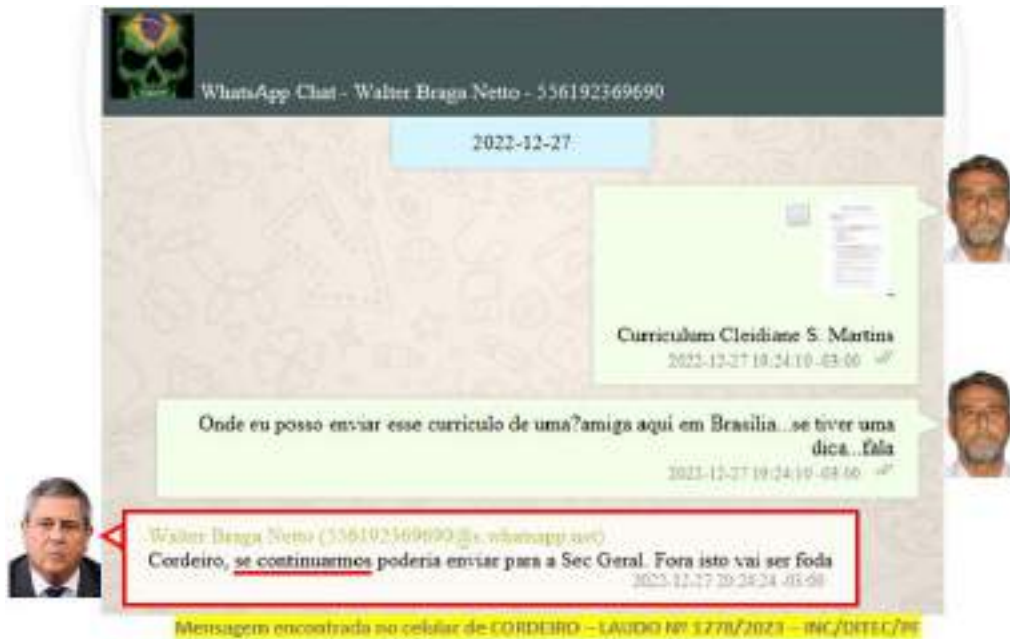 WhatsApp Chat - Walter Braga Netto - 556192369690
2022-12-27
Curriculum Cleidiane S. Martins
2022-12-27 19:24:10 -03:00
Onde eu posso enviar esse curriculo de uma?amiga aqui em Brasilia...se tiver uma
dica...fala
2022-12-27 19:24:10 -03:00
Walter Braga Netto (556192369690@s.whatsapp.net)
Cordeiro, se continuarmos poderia enviar para a Sec Geral. Fora isto vai ser foda
2022-12-27 20:24:24 -03:00
Mensagem encontrada no celular de CORDEIRO – LAUDO Nº 1778/2023 – INC/DITEC/PF